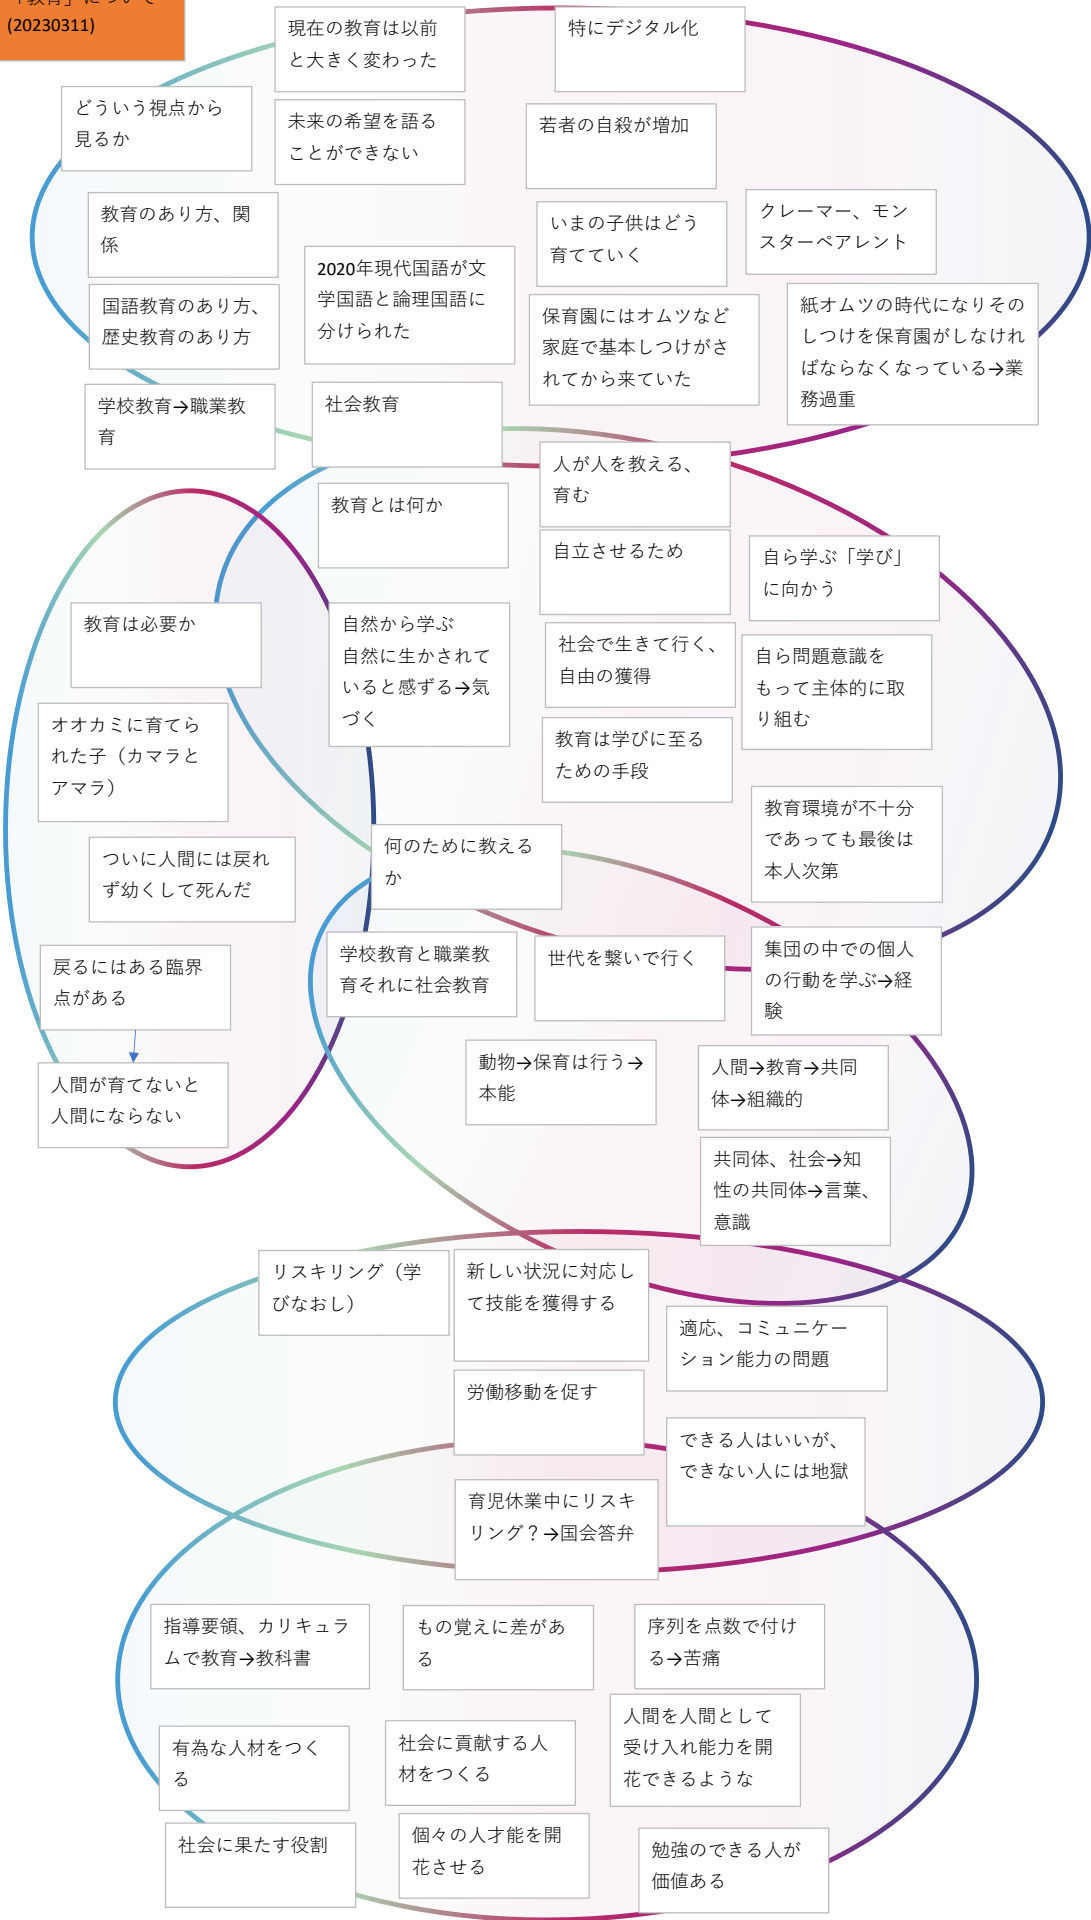 「教育」について
(20230311)
現在の教育は以前
と大きく変わった
特にデジタル化
どういう視点から
見るか
未来の希望を語る
ことができない
若者の自殺が増加
教育のあり方、関
係
いまの子供はどう
育てていく
クレーマー、モン
スターペアレント
2020年現代国語が文
学国語と論理国語に
分けられた
国語教育のあり方、
歴史教育のあり方
保育園にはオムツなど
家庭で基本しつけがさ
れてから来ていた
紙オムツの時代になりその
しつけを保育園がしなけれ
ばならなくなっている→業
務過重
学校教育→職業教
育
社会教育
人が人を教える、
育む
教育とは何か
自立させるため
自ら学ぶ「学び」
に向かう
教育は必要か
自然から学ぶ
自然に生かされて
いると感ずる→気
づく
社会で生きて行く、
自由の獲得
自ら問題意識を
もって主体的に取
り組む
オオカミに育てら
れた子（カマラと
アマラ）
教育は学びに至る
ための手段
教育環境が不十分
であっても最後は
本人次第
ついに人間には戻れ
ず幼くして死んだ
何のために教える
か
戻るにはある臨界
点がある
学校教育と職業教
育それに社会教育
世代を繋いで行く
集団の中での個人
の行動を学ぶ→経
験
人間が育てないと
人間にならない
動物→保育は行う→
本能
人間→教育→共同
体→組織的
共同体、社会→知
性の共同体→言葉、
意識
リスキリング（学
びなおし）
新しい状況に対応し
て技能を獲得する
適応、コミュニケー
ション能力の問題
労働移動を促す
できる人はいいが、
できない人には地獄
育児休業中にリスキ
リング？→国会答弁
指導要領、カリキュラ
ムで教育→教科書
もの覚えに差があ
る
序列を点数で付け
る→苦痛
有為な人材をつく
る
社会に貢献する人
材をつくる
人間を人間として
受け入れ能力を開
花できるような
社会に果たす役割
個々の人才能を開
花させる
勉強のできる人が
価値ある